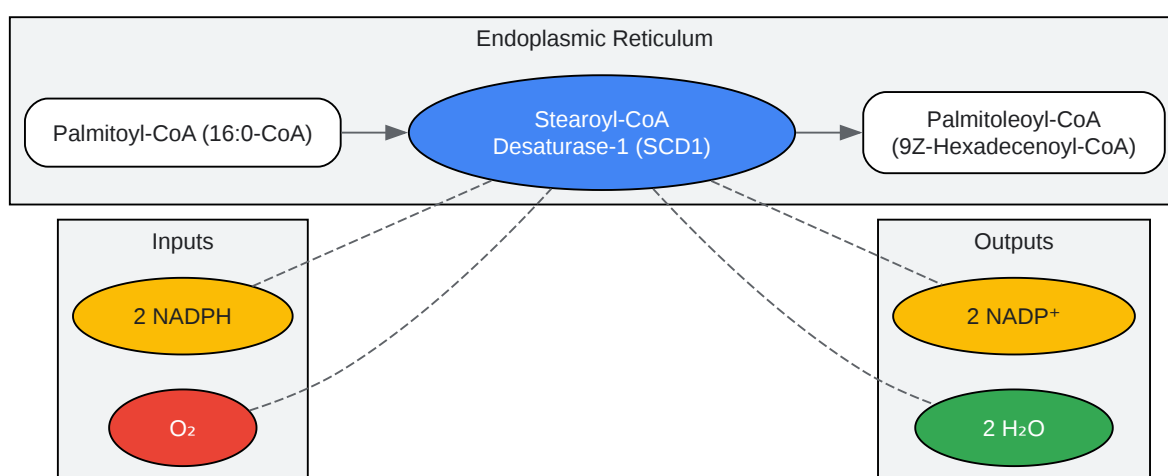 Endoplasmic Reticulum
Palmitoyl-CoA (16:0-CoA)
Stearoyl-CoA
Desaturase-1 (SCD1)
Palmitoleoyl-CoA
(9Z-Hexadecenoyl-CoA)
Inputs
2 NADPH
O₂
Outputs
2 NADP⁺
2 H₂O